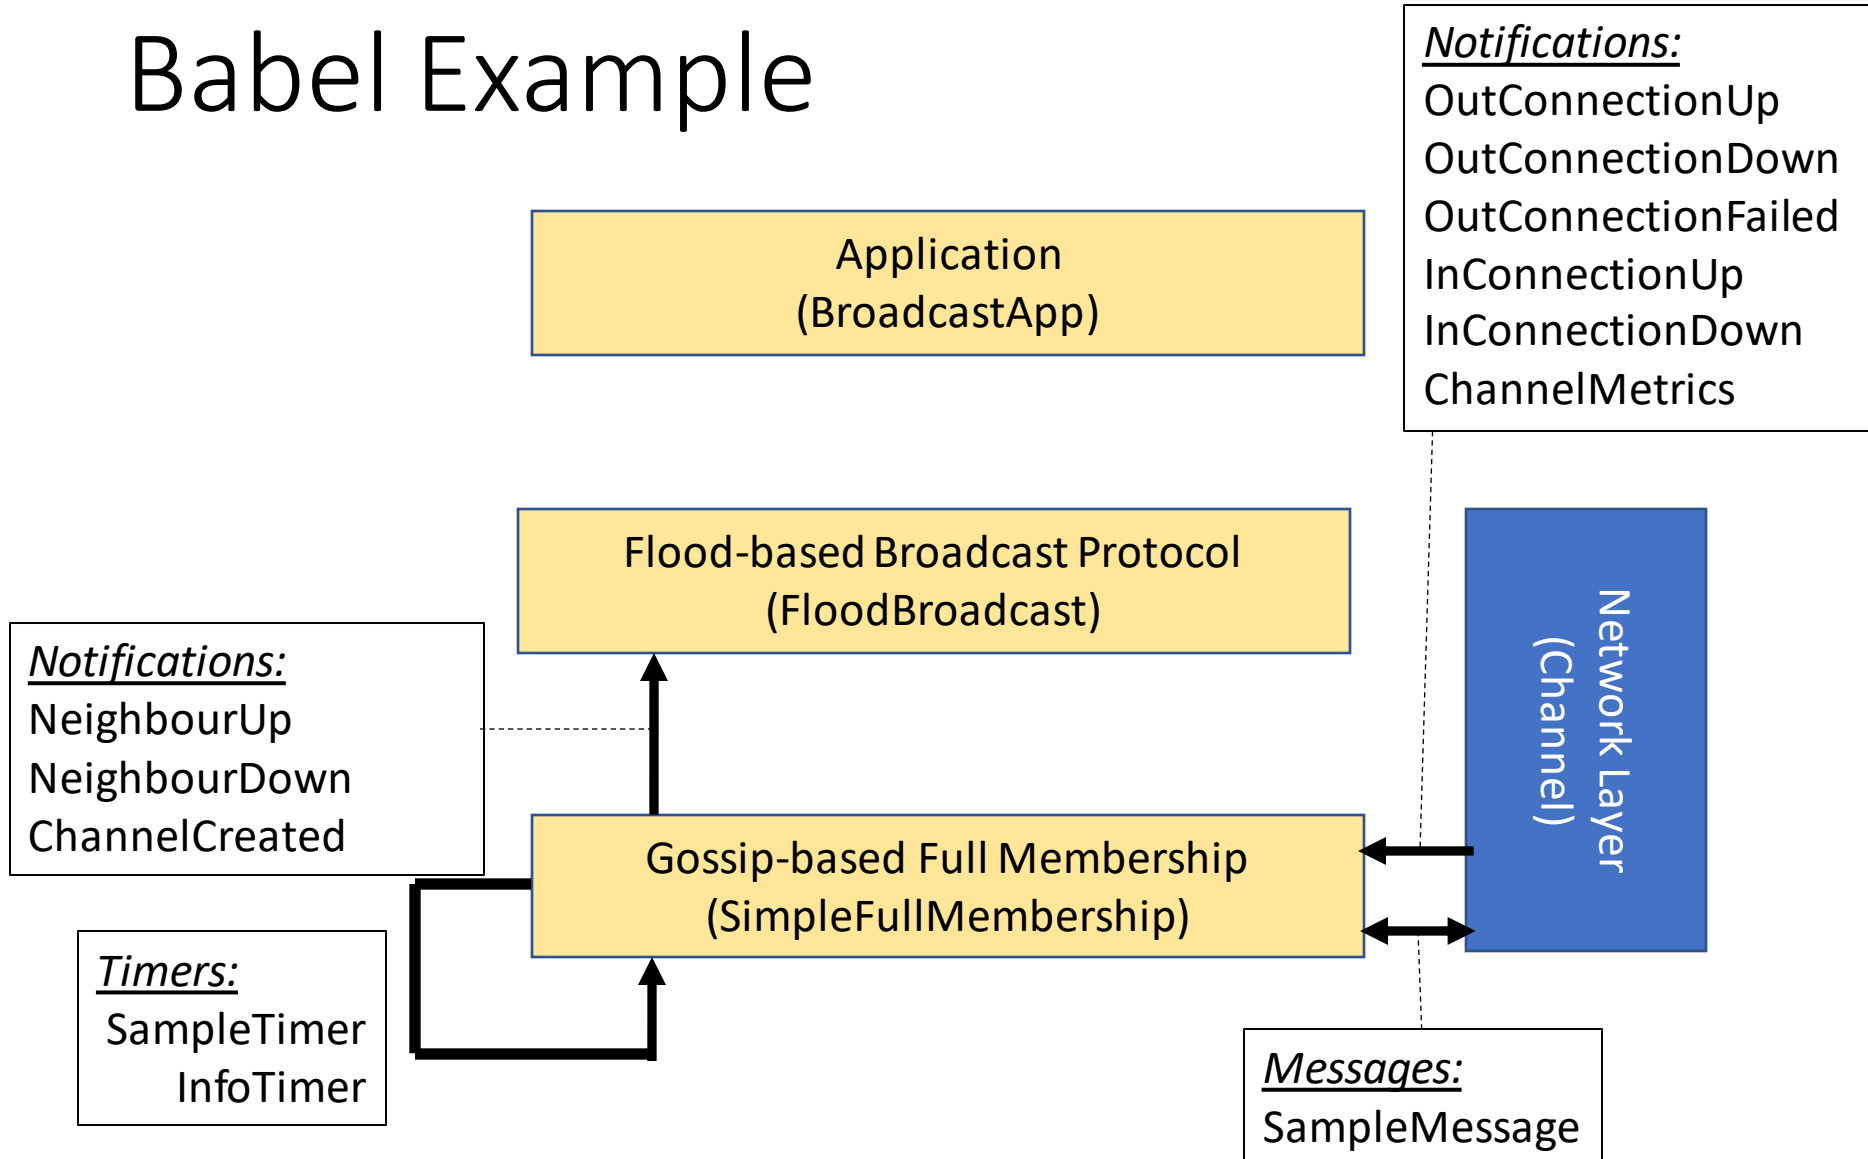 Babel Example
Notifications:
OutConnectionUp
OutConnectionDown
OutConnectionFailed
InConnectionUp
InConnectionDown
ChannelMetrics
Application
(BroadcastApp)
Flood-based Broadcast Protocol
(FloodBroadcast)
Network Layer
(Channel)
Notifications:
NeighbourUp
NeighbourDown
ChannelCreated
Gossip-based Full Membership
(SimpleFullMembership)
Timers:
SampleTimer
InfoTimer
Messages:
SampleMessage